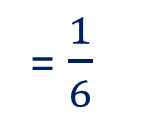 = 1/6